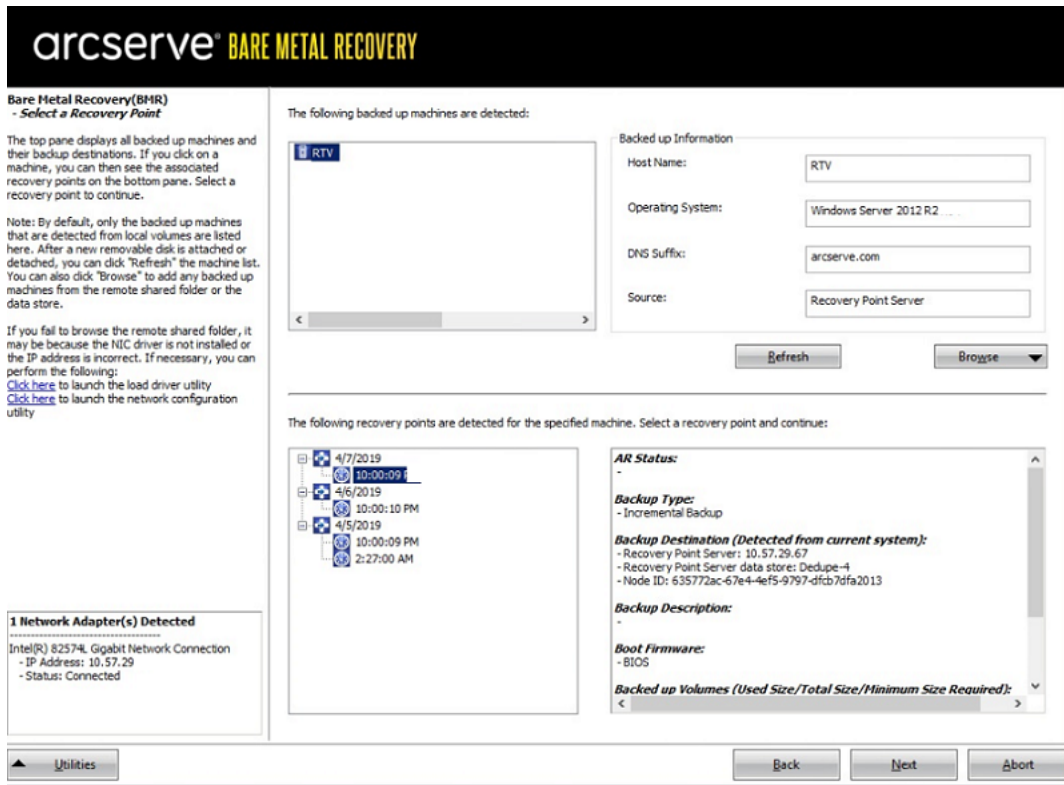 arcserve® BARE METAL RECOVERY
Bare Metal Recovery(BMR)
- Select a Recovery Point
The top pane displays all backed up machines and
their backup destinations. If you click on a
machine, you can then see the associated
recovery points on the bottom pane. Select a
recovery point to continue.
Note: By default, only the backed up machines
that are detected from local volumes are listed
here. After a new removable disk is attached or
detached, you can click "Refresh" the machine list.
You can also click "Browse" to add any backed up
machines from the remote shared folder or the
data store.
If you fail to browse the remote shared folder, it
may be because the NIC driver is not installed or
the IP address is incorrect. If necessary, you can
perform the following:
Click here to launch the load driver utility
Click here to launch the network configuration
utility
1 Network Adapter(s) Detected
------------------------------------
Intel(R) 82574L Gigabit Network Connection
- IP Address: 10.57.29
- Status: Connected
The following backed up machines are detected:
RTV
Backed up Information
Host Name:
RTV
Operating System:
Windows Server 2012 R2
DNS Suffix:
arcserve.com
Source:
Recovery Point Server
Refresh
Browse
The following recovery points are detected for the specified machine. Select a recovery point and continue:
4/7/2019
10:00:09
4/6/2019
10:00:10 PM
4/5/2019
10:00:09 PM
2:27:00 AM
AR Status:
-
Backup Type:
- Incremental Backup
Backup Destination (Detected from current system):
- Recovery Point Server: 10.57.29.67
- Recovery Point Server data store: Dedupe-4
- Node ID: 635772ac-67e4-4ef5-9797-dfcb7dfa2013
Backup Description:
-
Boot Firmware:
- BIOS
Backed up Volumes (Used Size/Total Size/Minimum Size Required):
Utilities
Back
Next
Abort